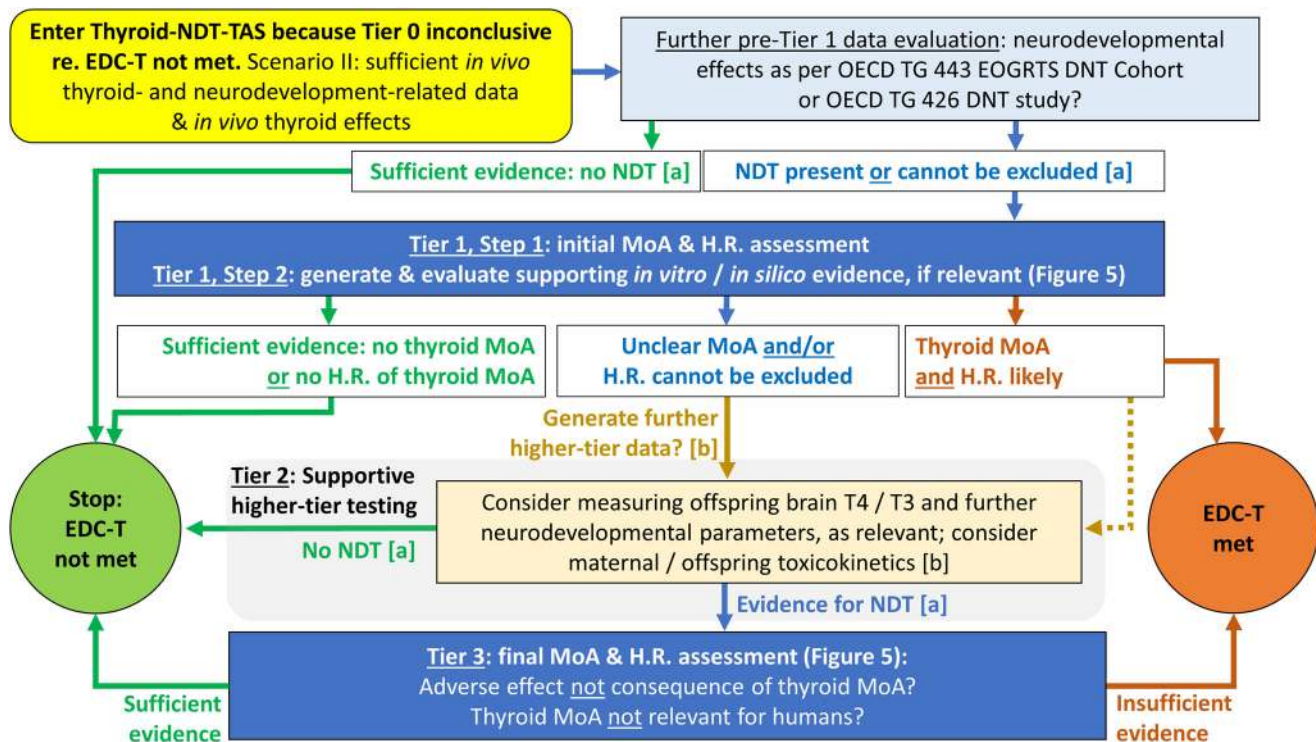 Enter Thyroid-NDT-TAS because Tier 0 inconclusive
re. EDC-T not met. Scenario II: sufficient in vivo
thyroid- and neurodevelopment-related data
& in vivo thyroid effects
Further pre-Tier 1 data evaluation: neurodevelopmental
effects as per OECD TG 443 EOGRTS DNT Cohort
or OECD TG 426 DNT study?
Sufficient evidence: no NDT [a]
NDT present or cannot be excluded [a]
Tier 1, Step 1: initial MoA & H.R. assessment
Tier 1, Step 2: generate & evaluate supporting in vitro / in silico evidence, if relevant (Figure 5)
Sufficient evidence: no thyroid MoA
or no H.R. of thyroid MoA
Unclear MoA and/or
H.R. cannot be excluded
Thyroid MoA
and H.R. likely
Generate further
higher-tier data? [b]
Tier 2: Supportive
higher-tier testing
Stop:
EDC-T
not met
No NDT [a]
Consider measuring offspring brain T4 / T3 and further
neurodevelopmental parameters, as relevant; consider
maternal / offspring toxicokinetics [b]
EDC-T
met
Evidence for NDT [a]
Tier 3: final MoA & H.R. assessment (Figure 5):
Adverse effect not consequence of thyroid MoA?
Thyroid MoA not relevant for humans?
Sufficient
evidence
Insufficient
evidence